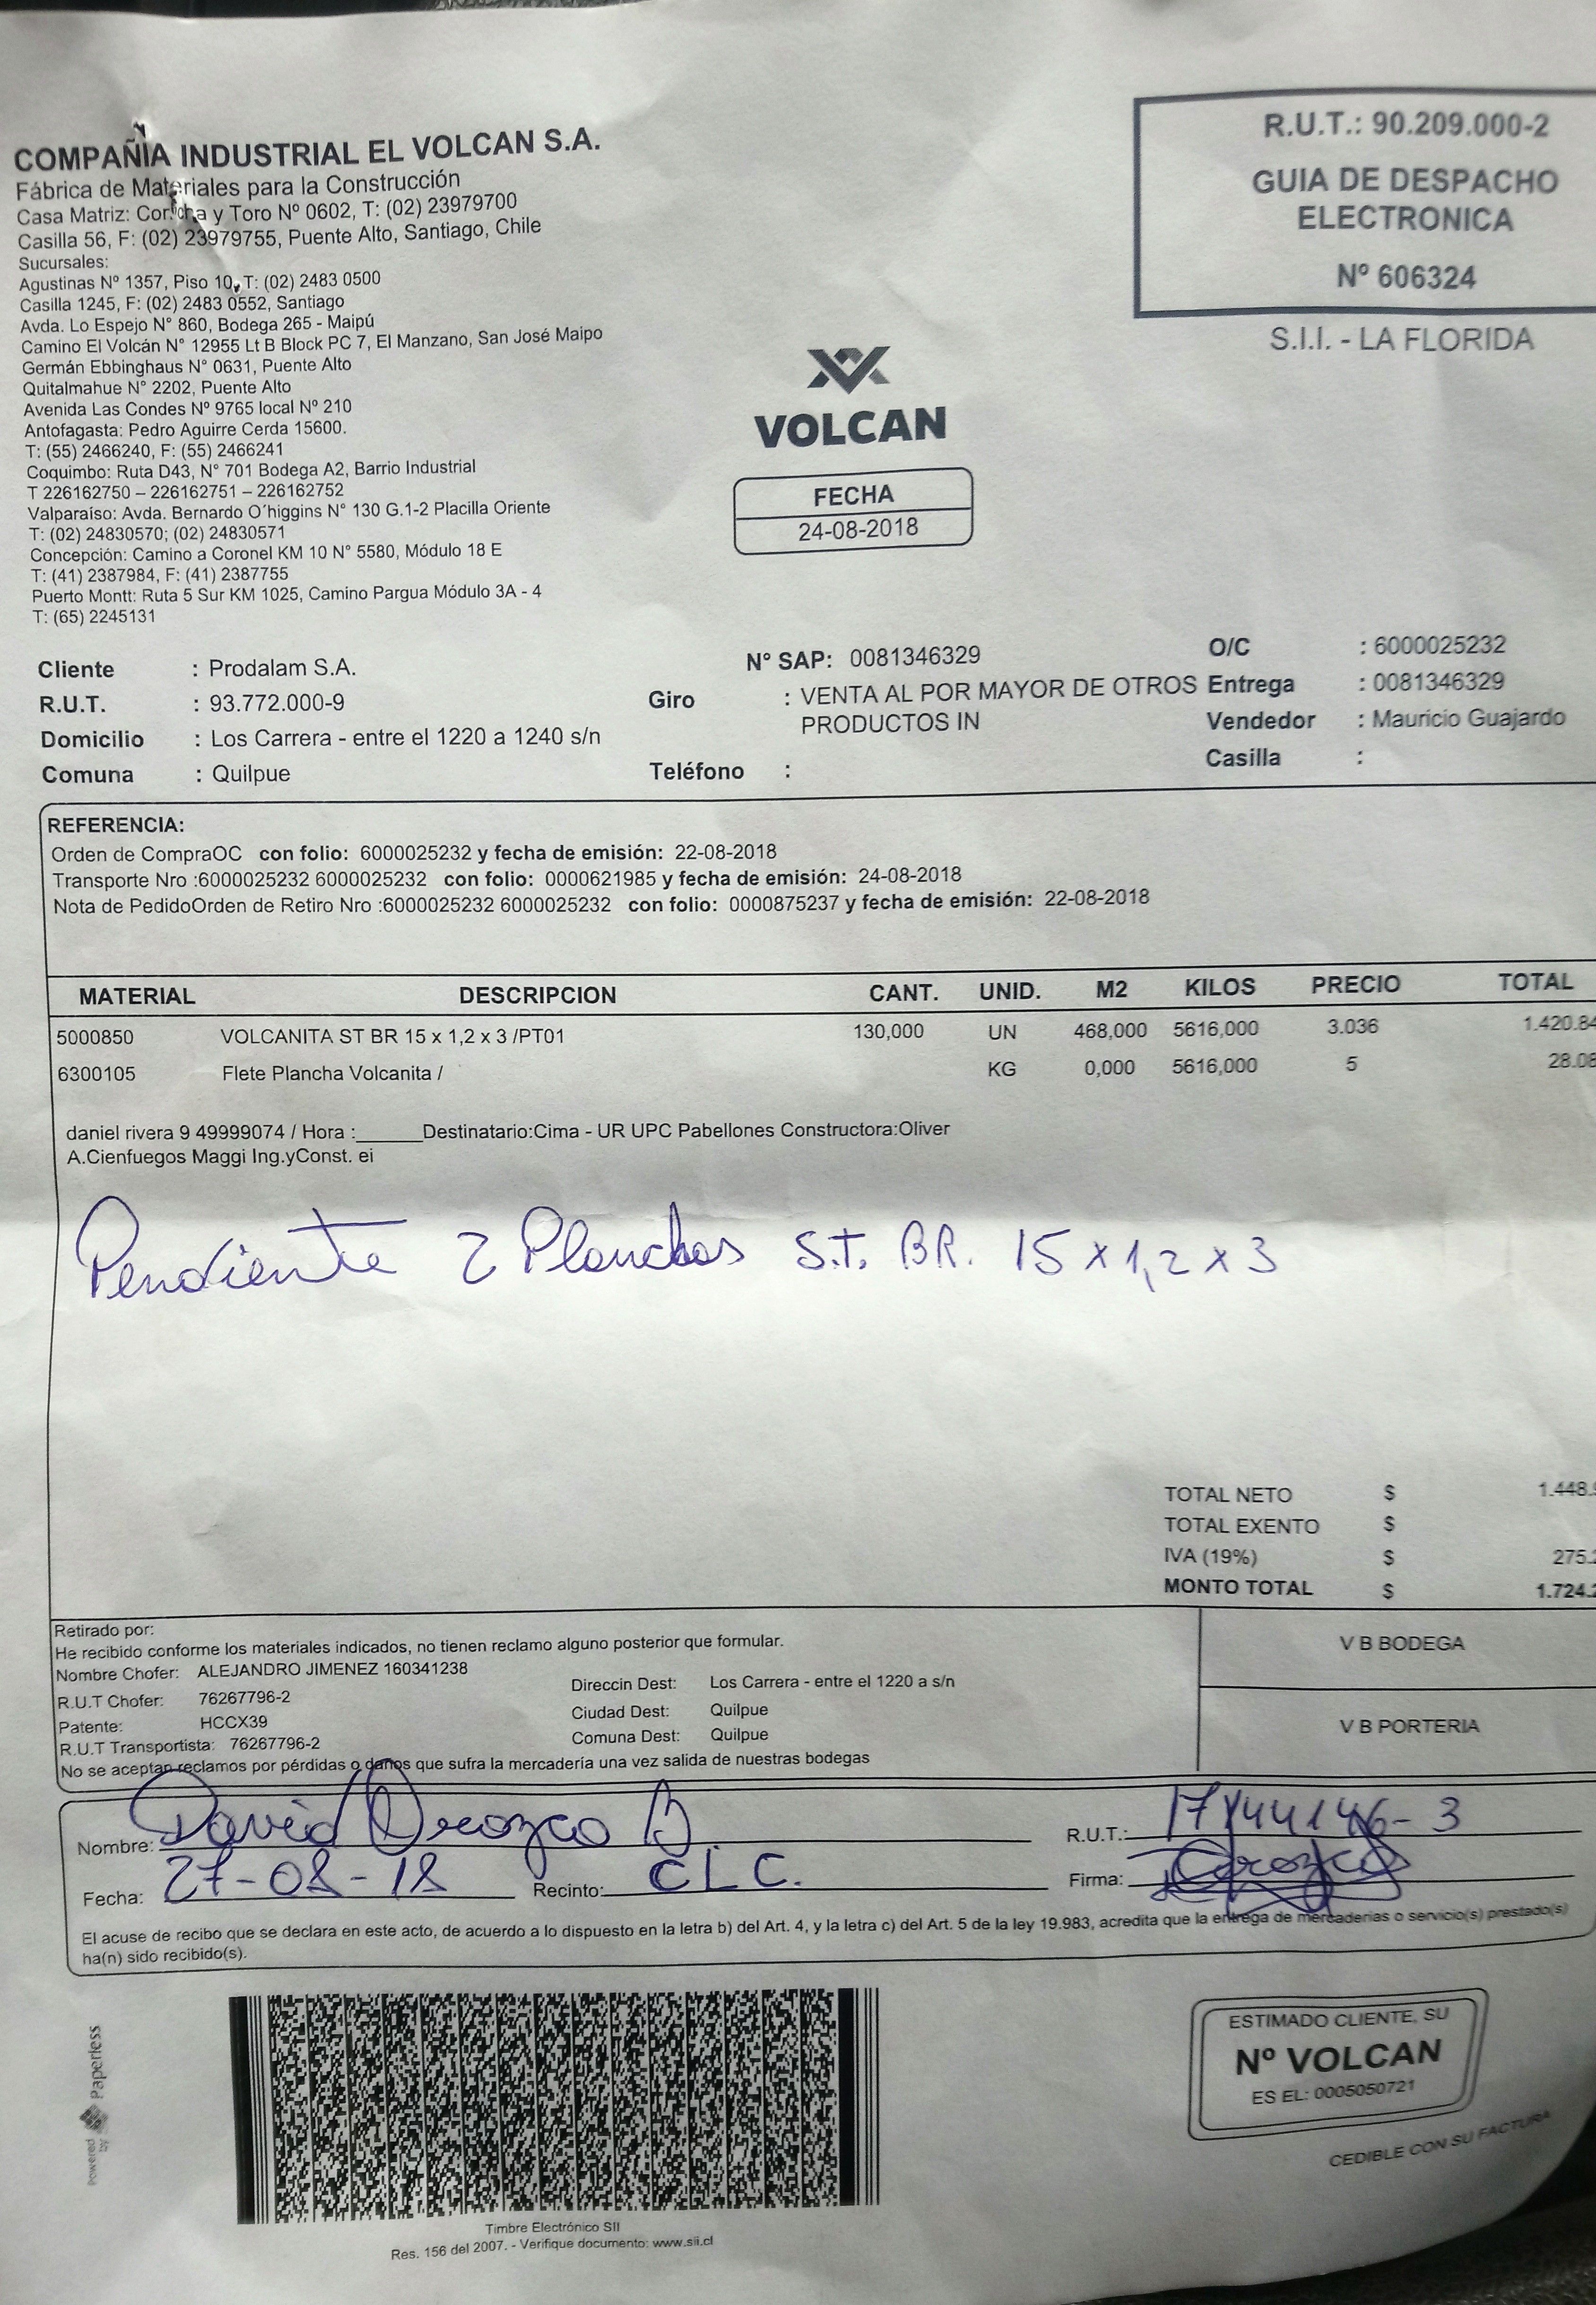 COMPAÑIA INDUSTRIAL EL VOLCAN S.A.
Fábrica de Materiales para la Construcción
Casa Matriz: Concha y Toro Nº 0602, T: (02) 23979700
Casilla 56, F: (02) 23979755, Puente Alto, Santiago, Chile
Sucursales:
Agustinas Nº 1357, Piso 10, T: (02) 2483 0500
Casilla 1245, F: (02) 2483 0552, Santiago
Avda. Lo Espejo N° 860, Bodega 265 - Maipú
Camino El Volcán N° 12955 Lt B Block PC 7, El Manzano, San José Maipo
Germán Ebbinghaus N° 0631, Puente Alto
Quitalmahue N° 2202, Puente Alto
Avenida Las Condes Nº 9765 local Nº 210
Antofagasta: Pedro Aguirre Cerda 15600.
T: (55) 2466240, F: (55) 2466241
Coquimbo: Ruta D43, N° 701 Bodega A2, Barrio Industrial
T 226162750 – 226162751 – 226162752
Valparaíso: Avda. Bernardo O´higgins N° 130 G.1-2 Placilla Oriente
T: (02) 24830570; (02) 24830571
Concepción: Camino a Coronel KM 10 N° 5580, Módulo 18 E
T: (41) 2387984, F: (41) 2387755
Puerto Montt: Ruta 5 Sur KM 1025, Camino Pargua Módulo 3A - 4
T: (65) 2245131
VOLCAN
FECHA
24-08-2018
R.U.T.: 90.209.000-2
GUIA DE DESPACHO
ELECTRONICA
Nº 606324
S.I.I. - LA FLORIDA
Cliente : Prodalam S.A.
R.U.T. : 93.772.000-9
Domicilio : Los Carrera - entre el 1220 a 1240 s/n
Comuna : Quilpue
N° SAP: 0081346329
Giro : VENTA AL POR MAYOR DE OTROS
PRODUCTOS IN
Teléfono :
O/C : 6000025232
Entrega : 0081346329
Vendedor : Mauricio Guajardo
Casilla :
REFERENCIA:
Orden de CompraOC con folio: 6000025232 y fecha de emisión: 22-08-2018
Transporte Nro :6000025232 6000025232 con folio: 0000621985 y fecha de emisión: 24-08-2018
Nota de PedidoOrden de Retiro Nro :6000025232 6000025232 con folio: 0000875237 y fecha de emisión: 22-08-2018
MATERIAL DESCRIPCION CANT. UNID. M2 KILOS PRECIO TOTAL
5000850 VOLCANITA ST BR 15 x 1,2 x 3 /PT01 130,000 UN 468,000 5616,000 3.036 1.420.84
6300105 Flete Plancha Volcanita / KG 0,000 5616,000 5 28.08
daniel rivera 9 49999074 / Hora :______Destinatario:Cima - UR UPC Pabellones Constructora:Oliver
A.Cienfuegos Maggi Ing.yConst. ei
Pendiente 2 Planchas S.T. BR. 15 x 1,2 x 3
TOTAL NETO $ 1.448.
TOTAL EXENTO $
IVA (19%) $ 275.2
MONTO TOTAL $ 1.724.2
Retirado por:
He recibido conforme los materiales indicados, no tienen reclamo alguno posterior que formular.
Nombre Chofer: ALEJANDRO JIMENEZ 160341238
R.U.T Chofer: 76267796-2
Patente: HCCX39
R.U.T Transportista: 76267796-2
Direccin Dest: Los Carrera - entre el 1220 a s/n
Ciudad Dest: Quilpue
Comuna Dest: Quilpue
No se aceptan reclamos por pérdidas o daños que sufra la mercadería una vez salida de nuestras bodegas
V B BODEGA
V B PORTERIA
Nombre: David Orozco B.
R.U.T.:
Fecha: 27-08-18 Recinto: C.L.C.
Firma: Orozco
El acuse de recibo que se declara en este acto, de acuerdo a lo dispuesto en la letra b) del Art. 4, y la letra c) del Art. 5 de la ley 19.983, acredita que la entrega de mercaderias o servicio(s) prestado(s)
ha(n) sido recibido(s).
Powered by Paperless
Timbre Electrónico SII
Res. 156 del 2007. - Verifique documento: www.sii.cl
ESTIMADO CLIENTE, SU
Nº VOLCAN
ES EL: 0005050721
CEDIBLE CON SU FACTURA